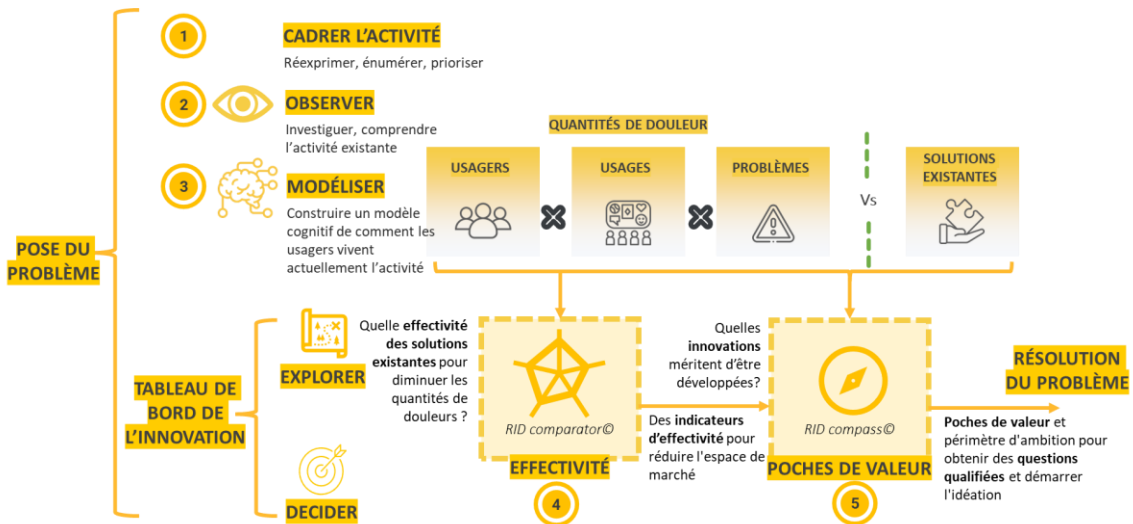 1
CADRER L’ACTIVITÉ
Réexprimer, énumérer, prioriser
2
OBSERVER
Investiguer, comprendre
l’activité existante
3
MODÉLISER
Construire un modèle
cognitif de comment les
usagers vivent
actuellement l’activité
QUANTITÉS DE DOULEUR
USAGERS
USAGES
PROBLÈMES
Vs
SOLUTIONS
EXISTANTES
POSE DU
PROBLÈME
TABLEAU DE
BORD DE
L’INNOVATION
EXPLORER
DECIDER
Quelle effectivité
des solutions
existantes pour
diminuer les
quantités de
douleurs ?
RID comparator©
EFFECTIVITÉ
4
Quelles
innovations
méritent d’être
développées?
Des indicateurs
d’effectivité pour
réduire l'espace de
marché
RID compass©
POCHES DE VALEUR
5
RÉSOLUTION
DU PROBLÈME
Poches de valeur et
périmètre d'ambition pour
obtenir des questions
qualifiées et démarrer
l'idéation